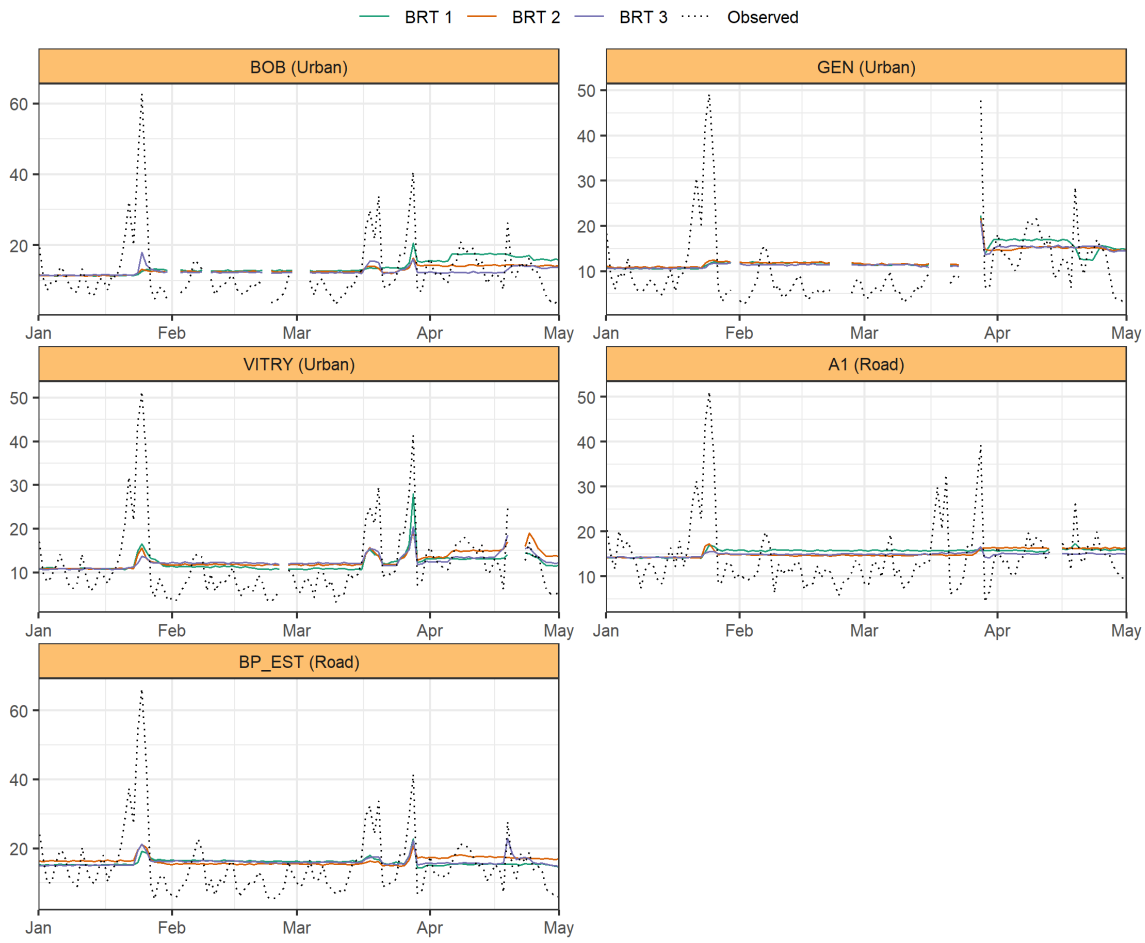 BRT 1 BRT 2 BRT 3 Observed
BOB (Urban) GEN (Urban)
60
40
20
Jan Feb Mar Apr May
50
40
30
20
10
Jan Feb Mar Apr May
VITRY (Urban) A1 (Road)
50
40
30
20
10
Jan Feb Mar Apr May
50
40
30
20
10
Jan Feb Mar Apr May
BP_EST (Road)
60
40
20
Jan Feb Mar Apr May